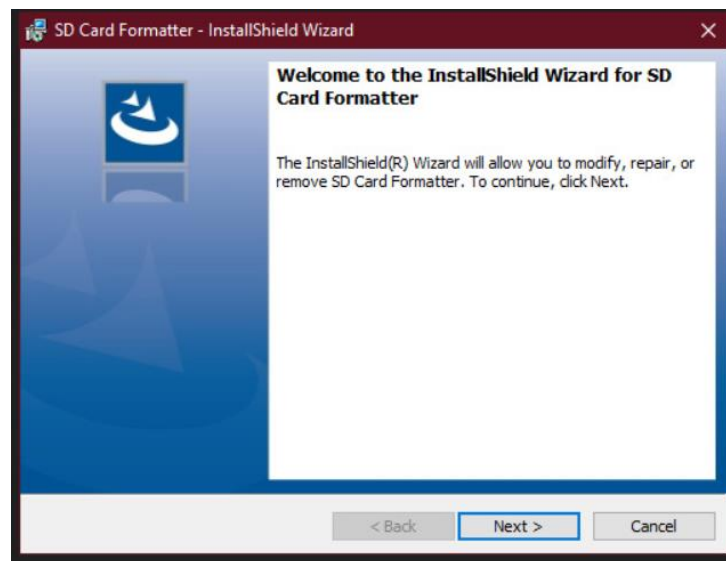 SD Card Formatter - InstallShield Wizard
Welcome to the InstallShield Wizard for SD
Card Formatter
The InstallShield(R) Wizard will allow you to modify, repair, or
remove SD Card Formatter. To continue, click Next.
< Back Next > Cancel